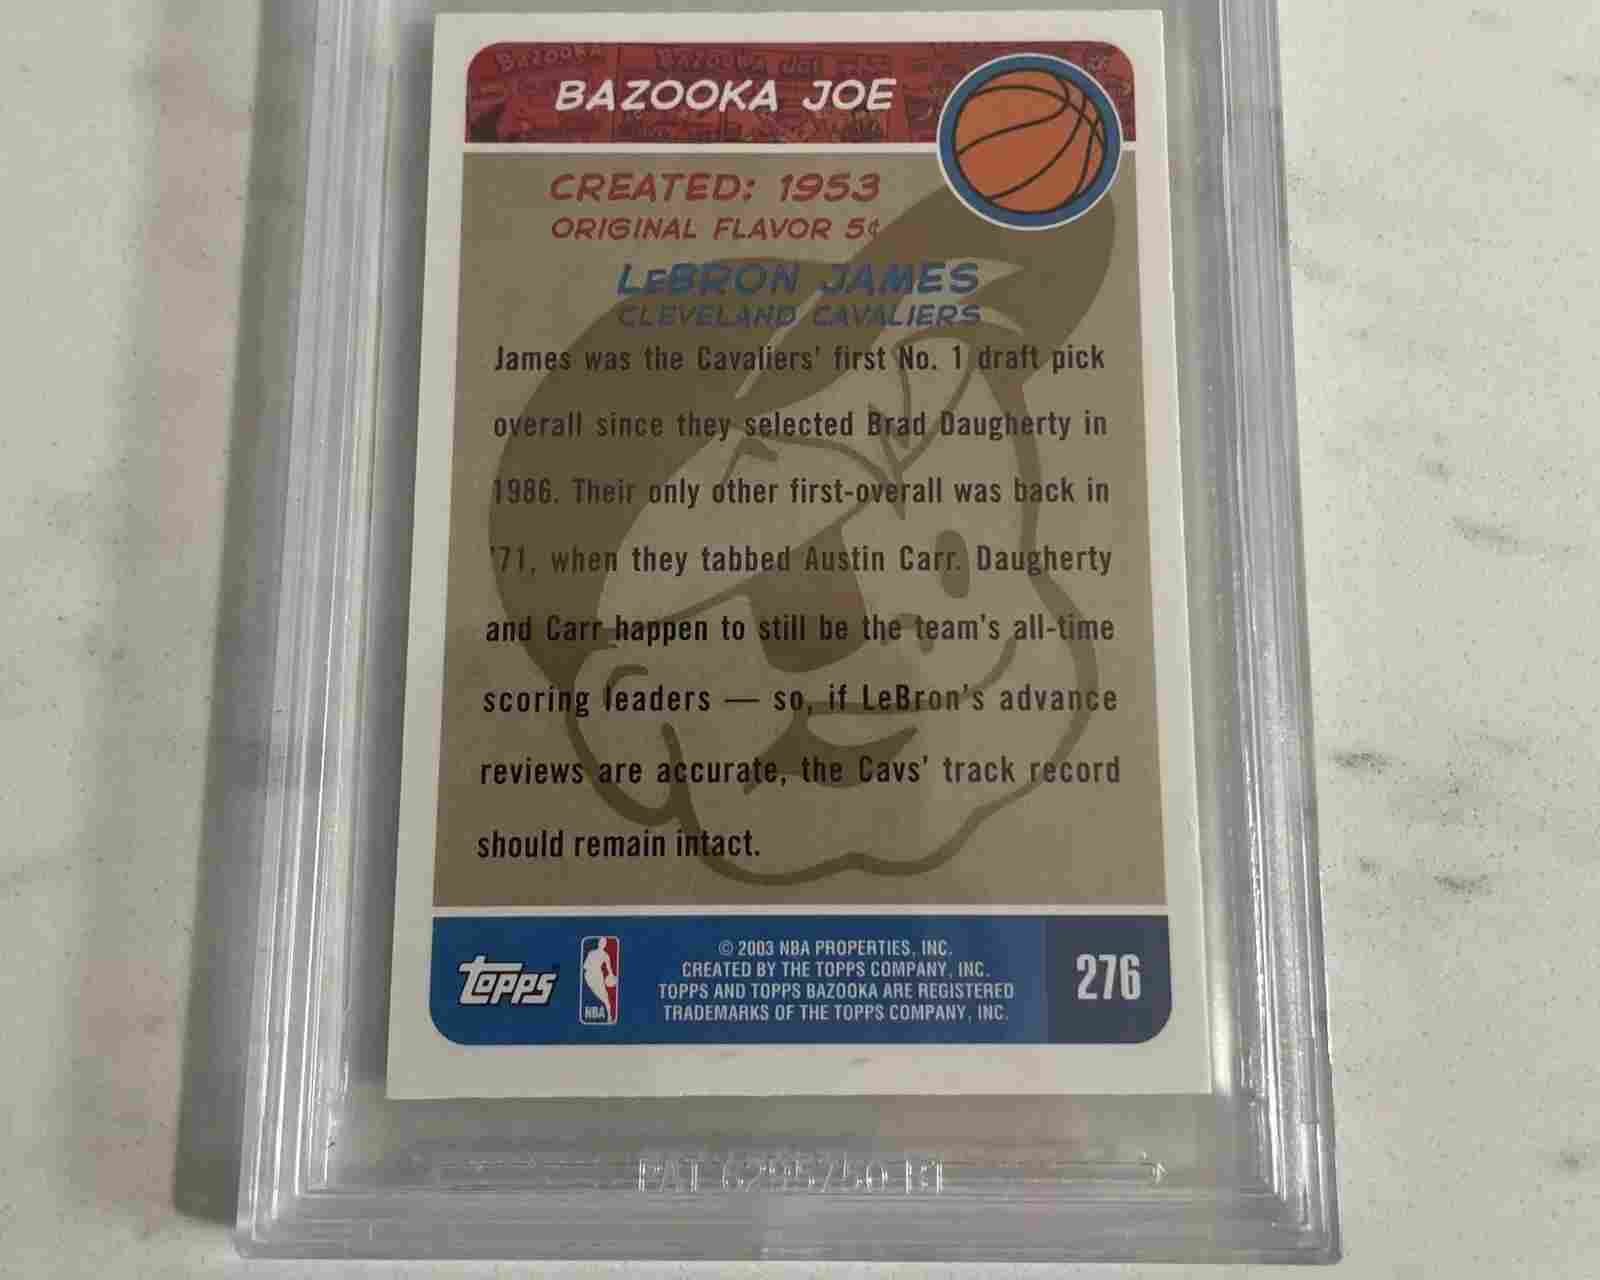 BAZOOKA JOE
CREATED: 1953
ORIGINAL FLAVOR 5¢
LeBRON JAMES
CLEVELAND CAVALIERS
James was the Cavaliers' first No. 1 draft pick
overall since they selected Brad Daugherty in
1986. Their only other first-overall was back in
'71, when they tabbed Austin Carr. Daugherty
and Carr happen to still be the team's all-time
scoring leaders — so, if LeBron's advance
reviews are accurate, the Cavs' track record
should remain intact.
topps
NBA
© 2003 NBA PROPERTIES, INC.
CREATED BY THE TOPPS COMPANY, INC.
TOPPS AND TOPPS BAZOOKA ARE REGISTERED
TRADEMARKS OF THE TOPPS COMPANY, INC.
276